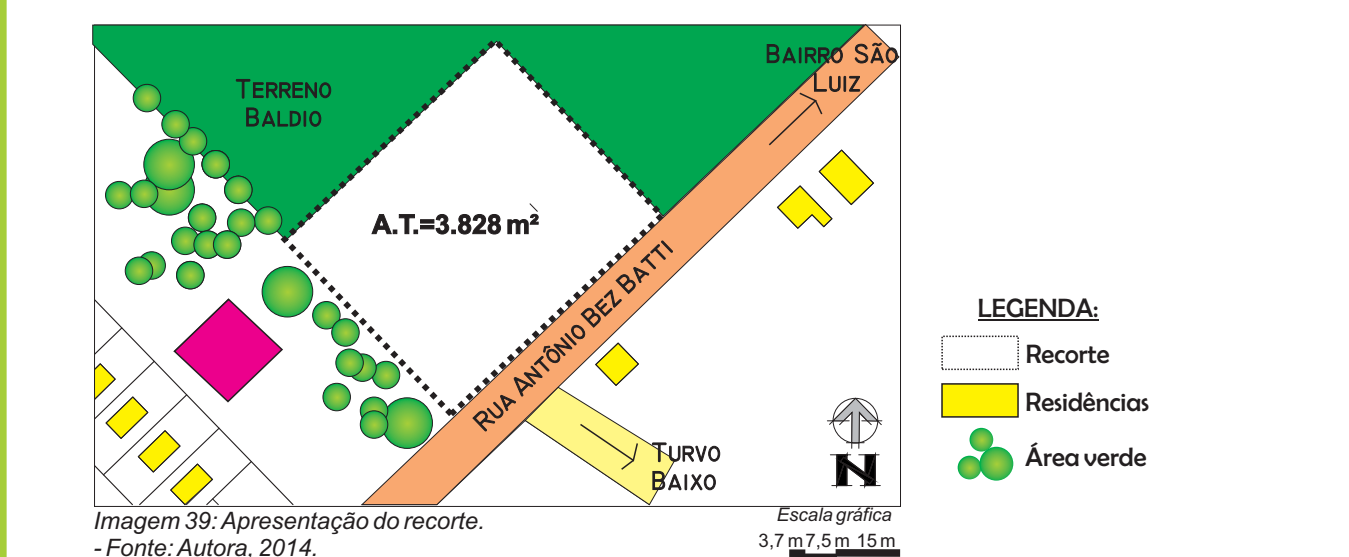 TERRENO
BALDIO
BAIRRO SÃO
LUIZ
A.T.=3.828 m²
RUA ANTÔNIO BEZ BATTI
TURVO
BAIXO
N
LEGENDA:
Recorte
Residências
Área verde
Imagem 39: Apresentação do recorte.
- Fonte: Autora, 2014.
Escala gráfica
3,7 m 7,5 m 15 m